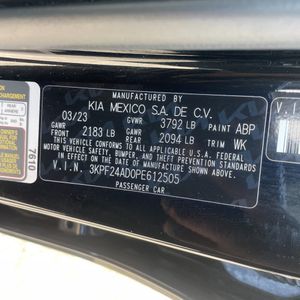 MANUFACTURED BY
KIA MEXICO S.A. DE C.V.
03/23 GVWR 3792 LB PAINT ABP
GAWR GAWR
FRONT 2183 LB REAR 2094 LB TRIM WK
THIS VEHICLE CONFORMS TO ALL APPLICABLE U.S.A. FEDERAL
MOTOR VEHICLE SAFETY, BUMPER, AND THEFT PREVENTION
STANDARDS IN EFFECT ON THE DATE OF MANUFACTURE SHOWN ABOVE.
V.I.N. 3KPF24AD0PE612505
PASSENGER CAR
7610
REAR
V.I.